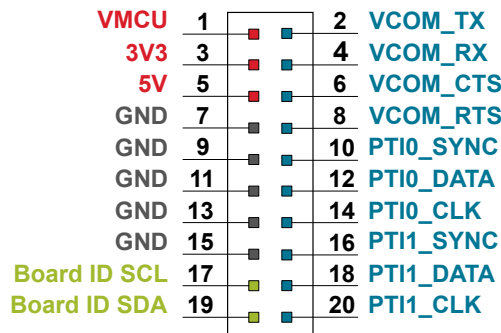 VMCU 1 2 VCOM_TX
3V3 3 4 VCOM_RX
5V 5 6 VCOM_CTS
GND 7 8 VCOM_RTS
GND 9 10 PTI0_SYNC
GND 11 12 PTI0_DATA
GND 13 14 PTI0_CLK
GND 15 16 PTI1_SYNC
Board ID SCL 17 18 PTI1_DATA
Board ID SDA 19 20 PTI1_CLK